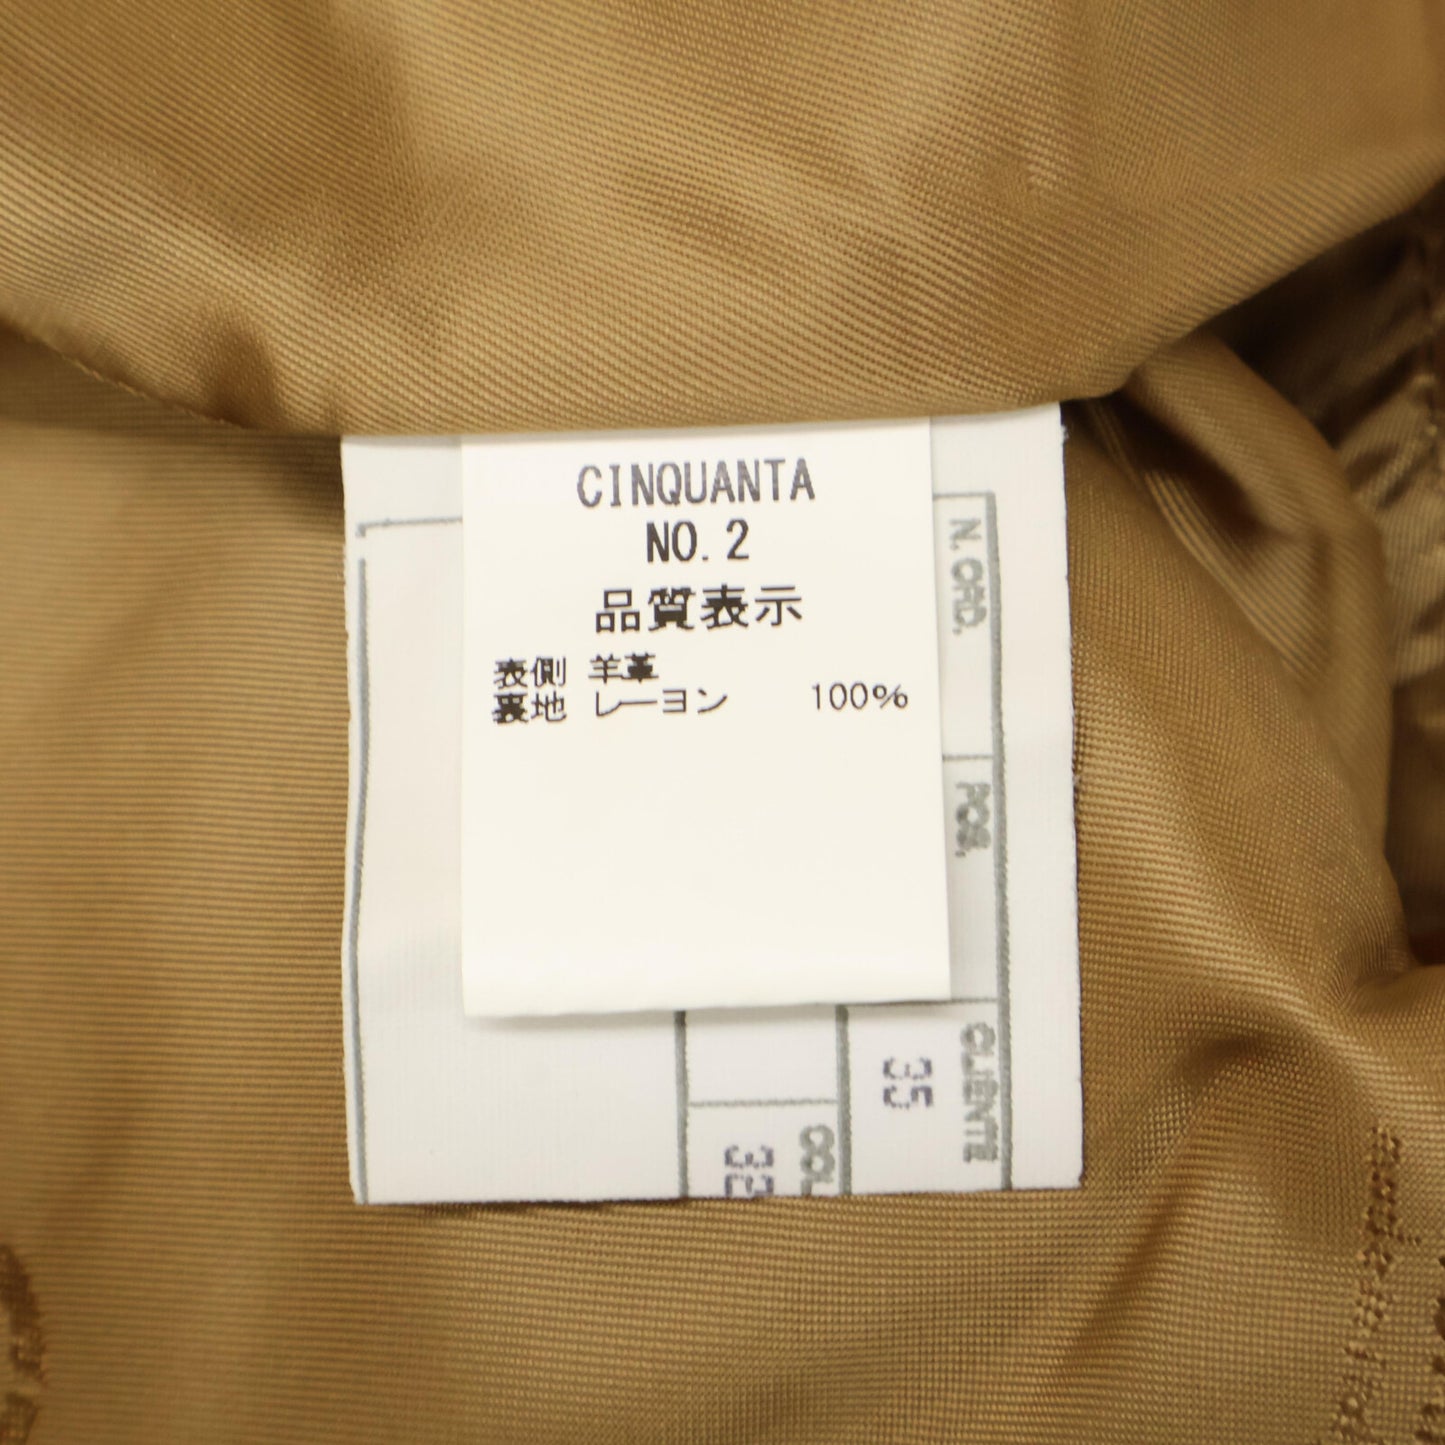 CINQUANTA
NO.2
品質表示
表側 羊革
裏地 レーヨン 100%
N. ORD.
POS.
CLIENTE
35
COL
32